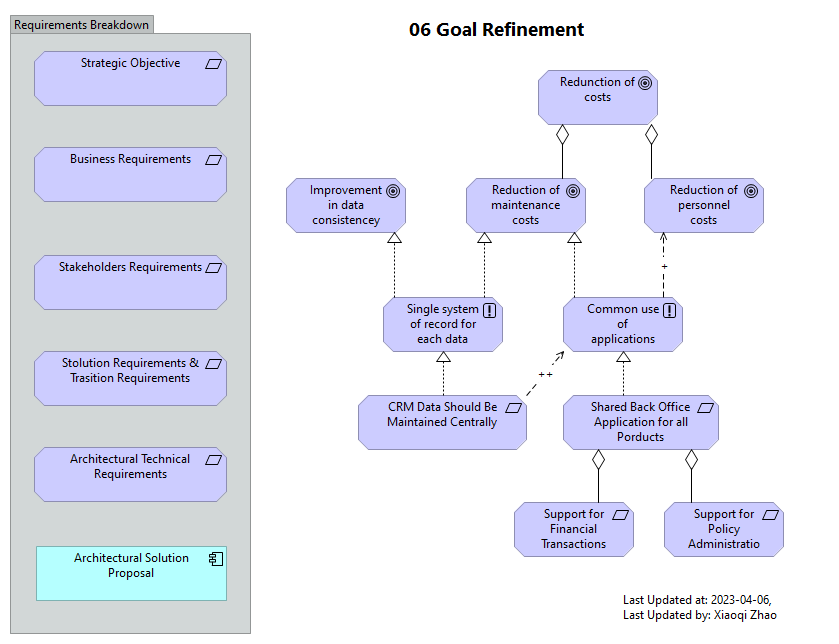 Requirements Breakdown
Strategic Objective
Business Requirements
Stakeholders Requirements
Stolution Requirements &
Trasition Requirements
Architectural Technical
Requirements
Architectural Solution
Proposal
06 Goal Refinement
Redunction of
costs
Improvement
in data
consistencey
Reduction of
maintenance
costs
Reduction of
personnel
costs
+
Single system
of record for
each data
Common use
of
applications
++
CRM Data Should Be
Maintained Centrally
Shared Back Office
Application for all
Porducts
Support for
Financial
Transactions
Support for
Policy
Administratio
Last Updated at: 2023-04-06,
Last Updated by: Xiaoqi Zhao